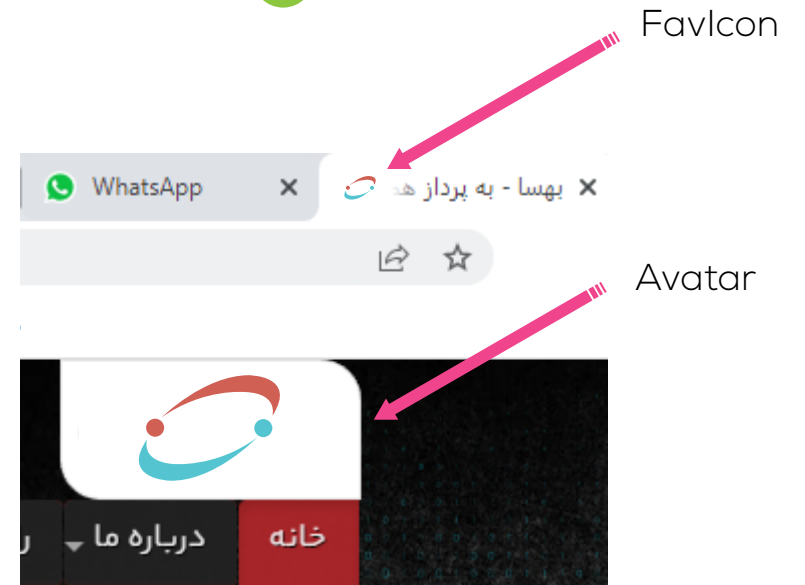 FavIcon
WhatsApp
بهسا - به پرداز
Avatar
خانه
درباره ما